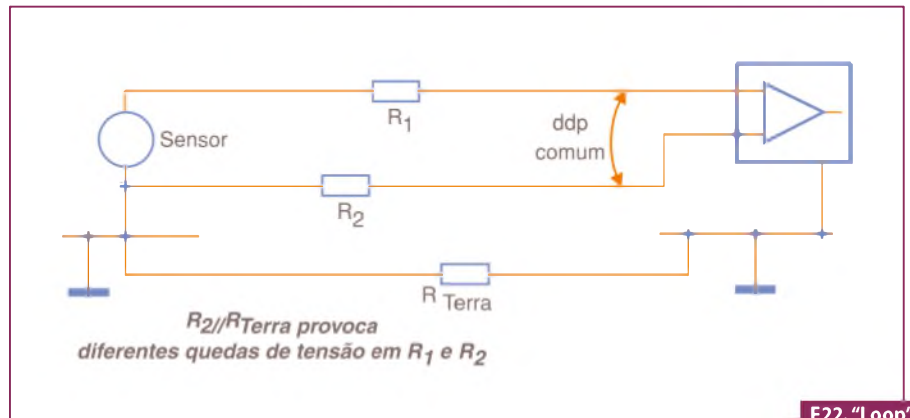 R1
ddp
comum
Sensor
R2
R Terra
R2//RTerra provoca
diferentes quedas de tensão em R1 e R2
F22. "Loop"